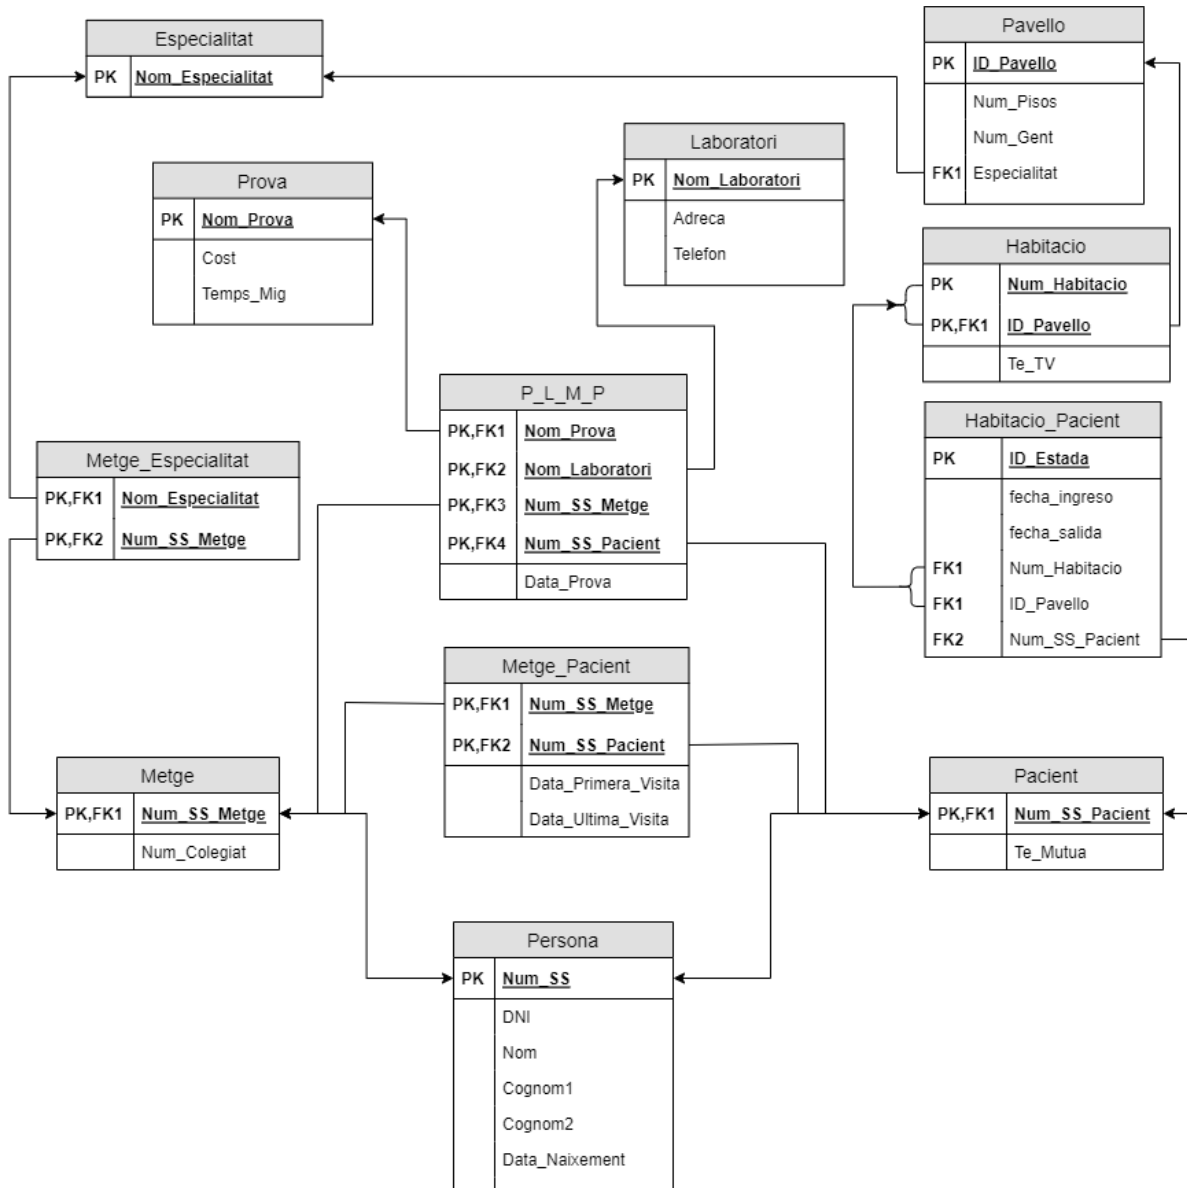 Especialitat
PK Nom_Especialitat
Pavello
PK ID_Pavello
Num_Pisos
Num_Gent
FK1 Especialitat
Laboratori
PK Nom_Laboratori
Adreca
Telefon
Prova
PK Nom_Prova
Cost
Temps_Mig
Habitacio
PK Num_Habitacio
PK,FK1 ID_Pavello
Te_TV
P_L_M_P
PK,FK1 Nom_Prova
PK,FK2 Nom_Laboratori
PK,FK3 Num_SS_Metge
PK,FK4 Num_SS_Pacient
Data_Prova
Habitacio_Pacient
PK ID_Estada
fecha_ingreso
fecha_salida
FK1 Num_Habitacio
FK1 ID_Pavello
FK2 Num_SS_Pacient
Metge_Especialitat
PK,FK1 Nom_Especialitat
PK,FK2 Num_SS_Metge
Metge_Pacient
PK,FK1 Num_SS_Metge
PK,FK2 Num_SS_Pacient
Data_Primera_Visita
Data_Ultima_Visita
Metge
PK,FK1 Num_SS_Metge
Num_Colegiat
Pacient
PK,FK1 Num_SS_Pacient
Te_Mutua
Persona
PK Num_SS
DNI
Nom
Cognom1
Cognom2
Data_Naixement